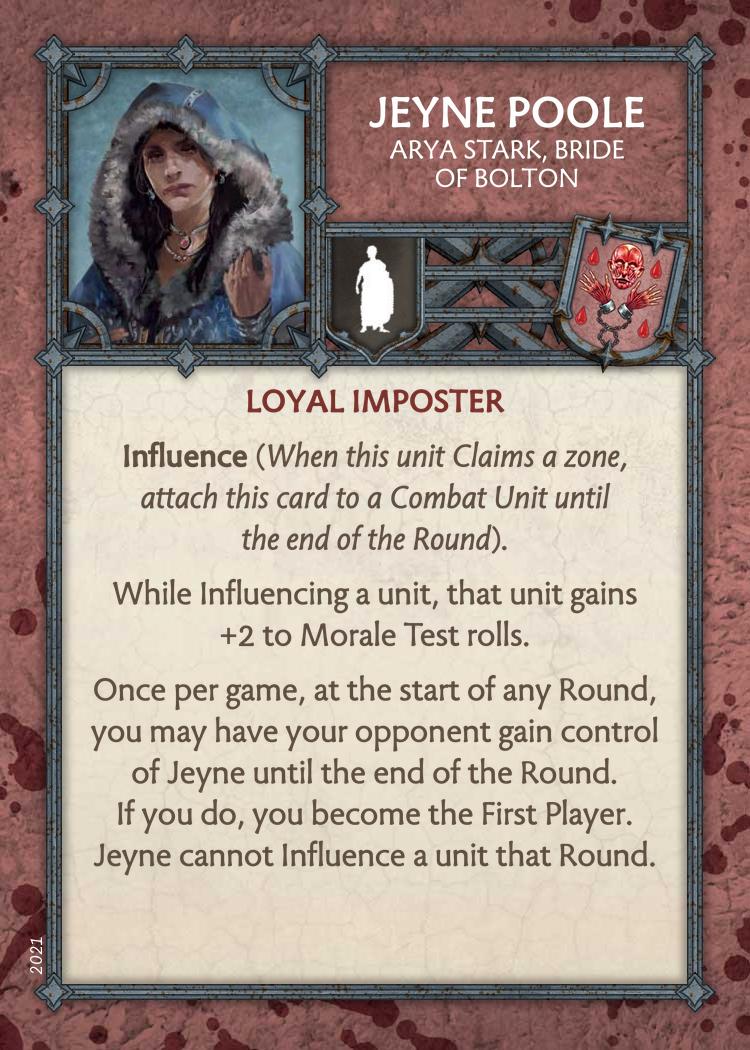 JEYNE POOLE
ARYA STARK, BRIDE
OF BOLTON
LOYAL IMPOSTER
Influence (When this unit Claims a zone,
attach this card to a Combat Unit until
the end of the Round).
While Influencing a unit, that unit gains
+2 to Morale Test rolls.
Once per game, at the start of any Round,
you may have your opponent gain control
of Jeyne until the end of the Round.
If you do, you become the First Player.
Jeyne cannot Influence a unit that Round.
2021